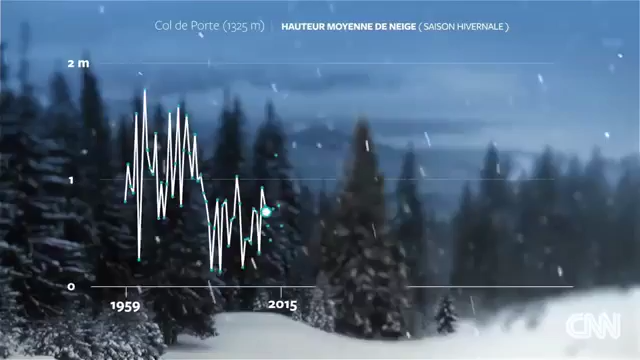 Col de Porte (1325 m) | HAUTEUR MOYENNE DE NEIGE ( SAISON HIVERNALE )
2 m
1
0
1959 2015
CNN